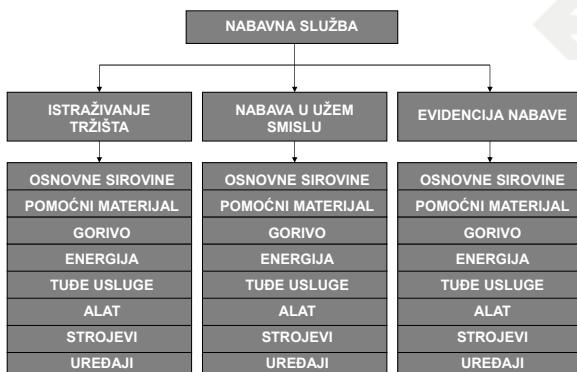 NABAVNA SLUŽBA
ISTRAŽIVANJE
TRŽIŠTA
NABAVA U UŽEM
SMISLU
EVIDENCIJA NABAVE
OSNOVNE SIROVINE
POMOĆNI MATERIJAL
GORIVO
ENERGIJA
TUĐE USLUGE
ALAT
STROJEVI
UREĐAJI
OSNOVNE SIROVINE
POMOĆNI MATERIJAL
GORIVO
ENERGIJA
TUĐE USLUGE
ALAT
STROJEVI
UREĐAJI
OSNOVNE SIROVINE
POMOĆNI MATERIJAL
GORIVO
ENERGIJA
TUĐE USLUGE
ALAT
STROJEVI
UREĐAJI